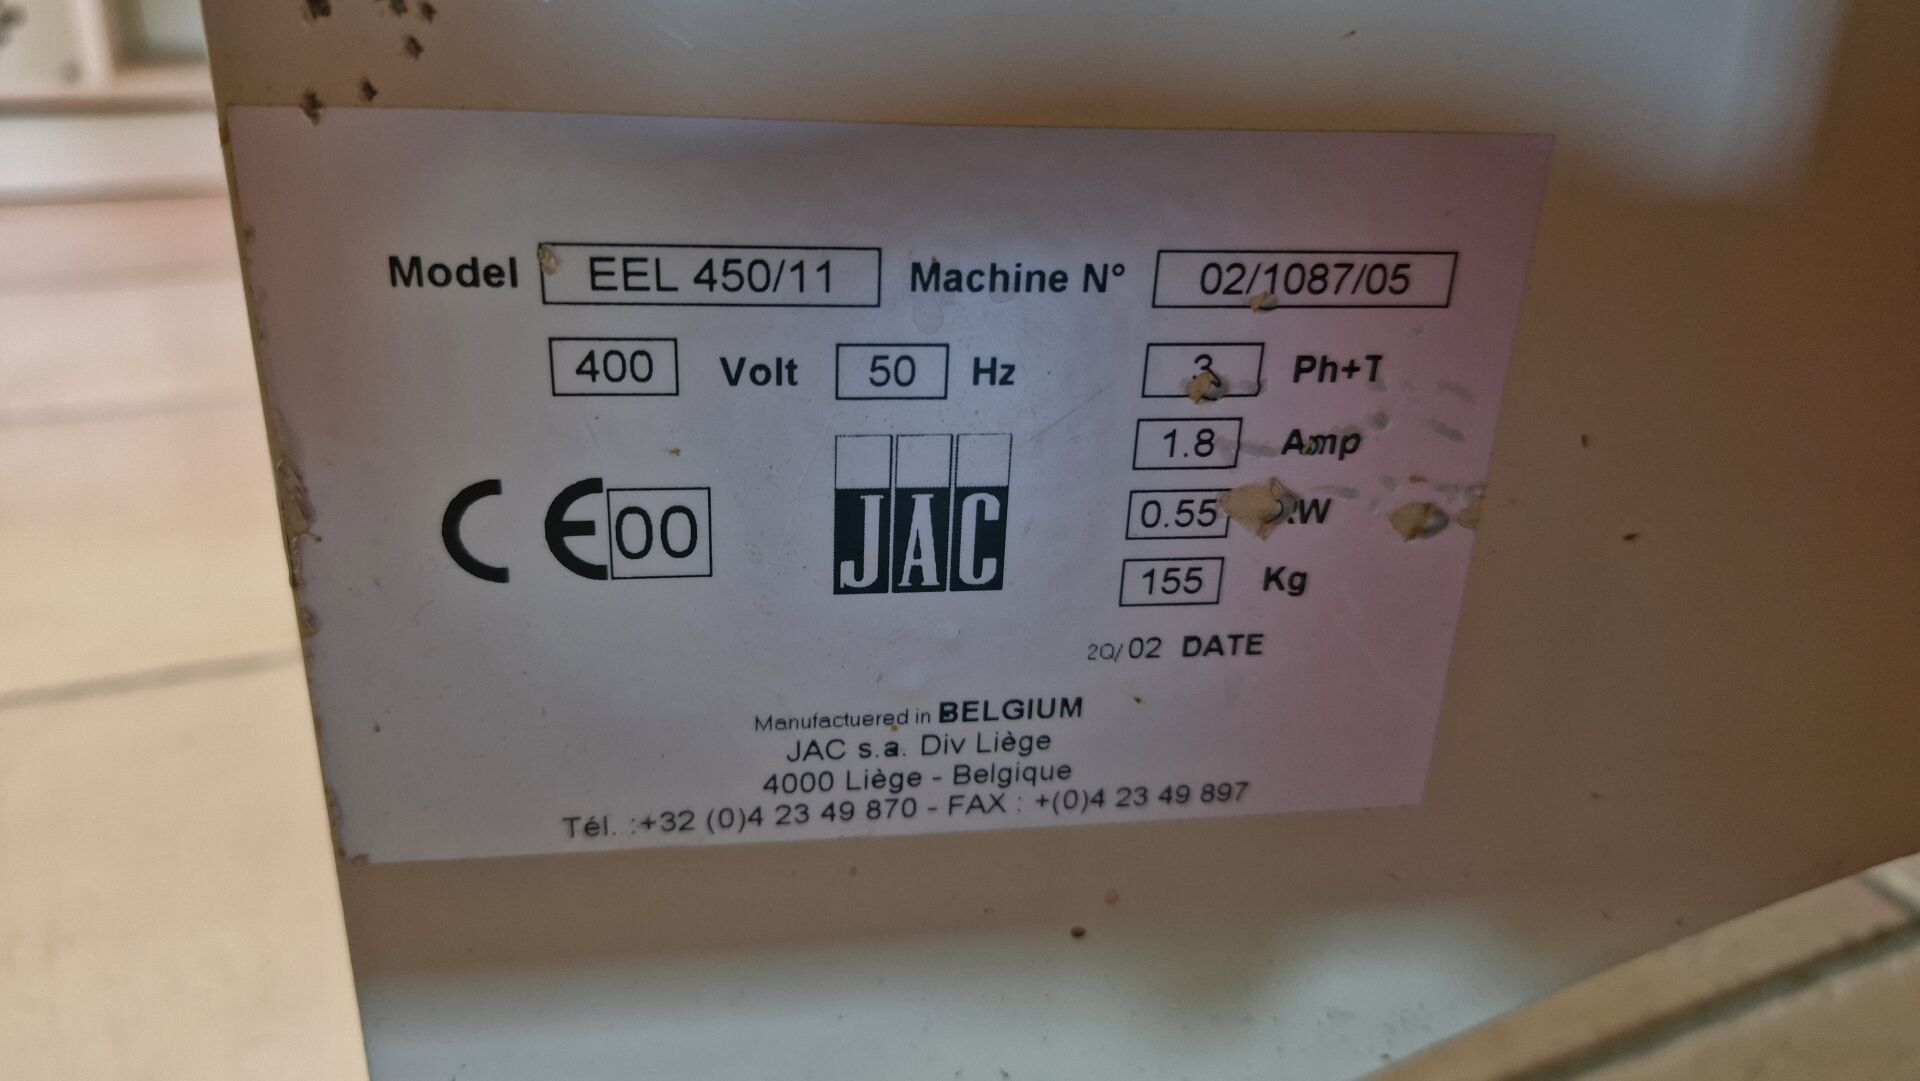 Model EEL 450/11 Machine N° 02/1087/05
400 Volt 50 Hz 3 Ph+T
1.8 Amp
CE 00 JAC 0.55 KW
155 Kg
2Q/02 DATE
Manufactuered in BELGIUM
JAC s.a. Div Liège
4000 Liège - Belgique
Tél. :+32 (0)4 23 49 870 - FAX : +(0)4 23 49 897